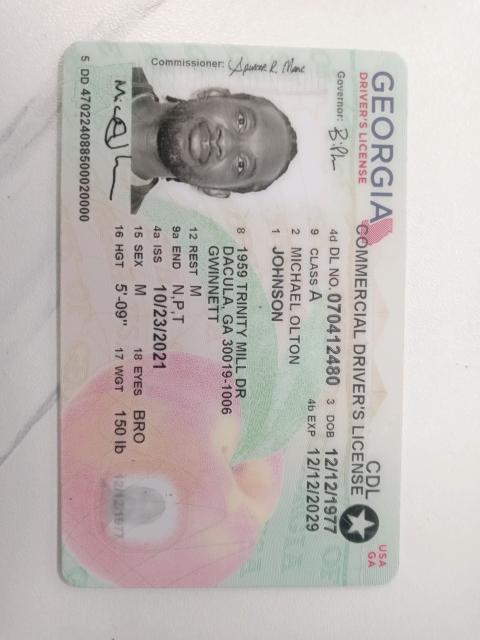 GEORGIA
DRIVER'S LICENSE
USA
GA
CDL
COMMERCIAL DRIVER'S LICENSE
Governor:
Commissioner:
4d DL NO. 070412480 3 DOB 12/12/1977
9 CLASS A 4b EXP 12/12/2029
2 MICHAEL OLTON
1 JOHNSON
8 1959 TRINITY MILL DR
DACULA, GA 30019-1006
GWINNETT
12 REST M
9a END N,P,T
4a ISS 10/23/2021
15 SEX M 18 EYES BRO
16 HGT 5'-09" 17 WGT 150 lb
12/12/1977
5 DD 470224088500020000